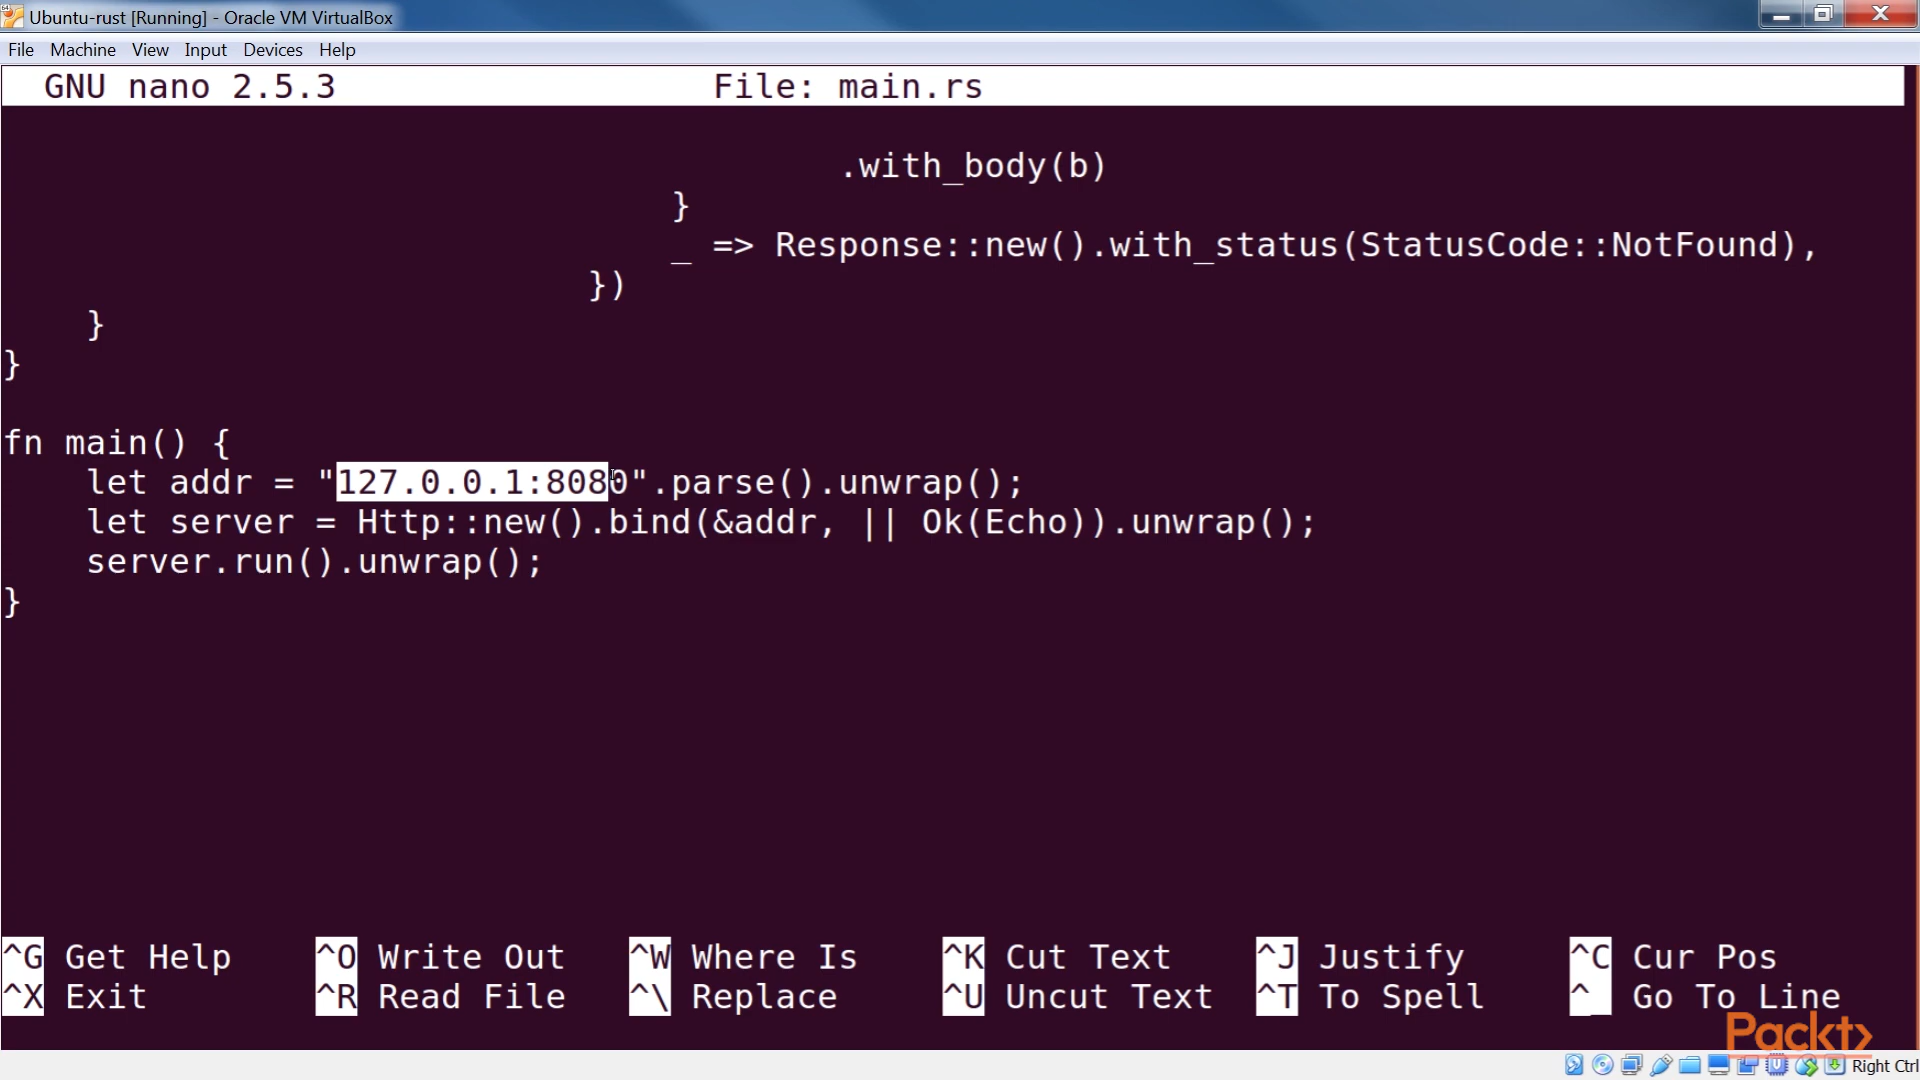 Ubuntu-rust [Running] - Oracle VM VirtualBox
File Machine View Input Devices Help
GNU nano 2.5.3 File: main.rs
.with_body(b)
}
_ => Response::new().with_status(StatusCode::NotFound),
})
}
}
fn main() {
let addr = "127.0.0.1:8080".parse().unwrap();
let server = Http::new().bind(&addr, || Ok(Echo)).unwrap();
server.run().unwrap();
}
^G Get Help ^O Write Out ^W Where Is ^K Cut Text ^J Justify ^C Cur Pos
^X Exit ^R Read File ^\ Replace ^U Uncut Text ^T To Spell ^_ Go To Line
Packt>
Right Ctrl